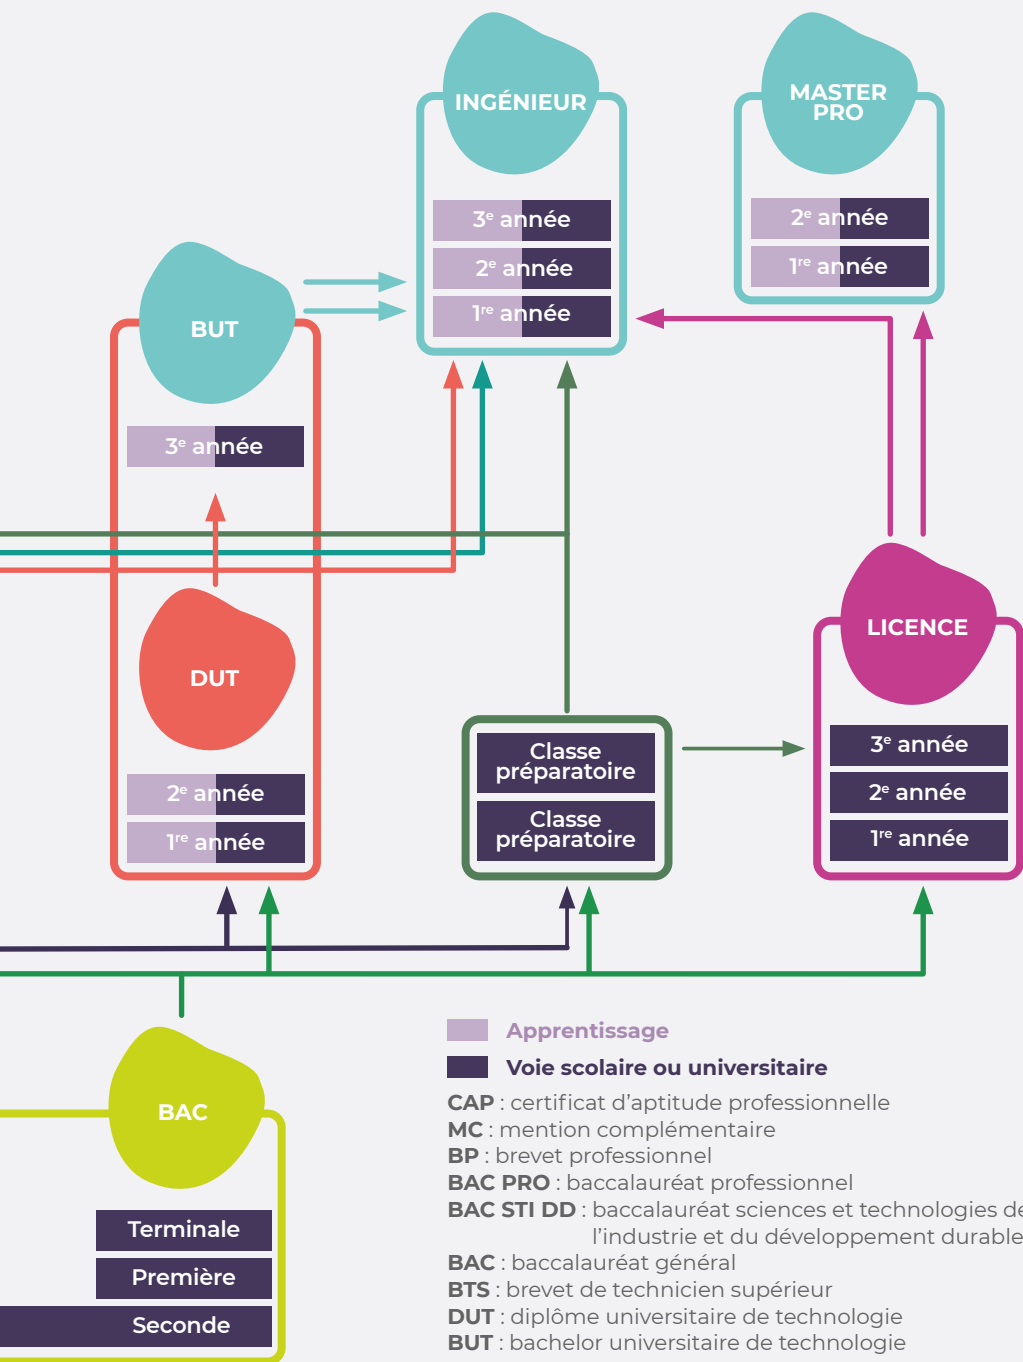 INGÉNIEUR
3e année
2e année
1re année
MASTER
PRO
2e année
1re année
BUT
3e année
DUT
2e année
1re année
Classe
préparatoire
Classe
préparatoire
LICENCE
3e année
2e année
1re année
BAC
Terminale
Première
Seconde
Apprentissage
Voie scolaire ou universitaire
CAP : certificat d’aptitude professionnelle
MC : mention complémentaire
BP : brevet professionnel
BAC PRO : baccalauréat professionnel
BAC STI DD : baccalauréat sciences et technologies de
l’industrie et du développement durable
BAC : baccalauréat général
BTS : brevet de technicien supérieur
DUT : diplôme universitaire de technologie
BUT : bachelor universitaire de technologie